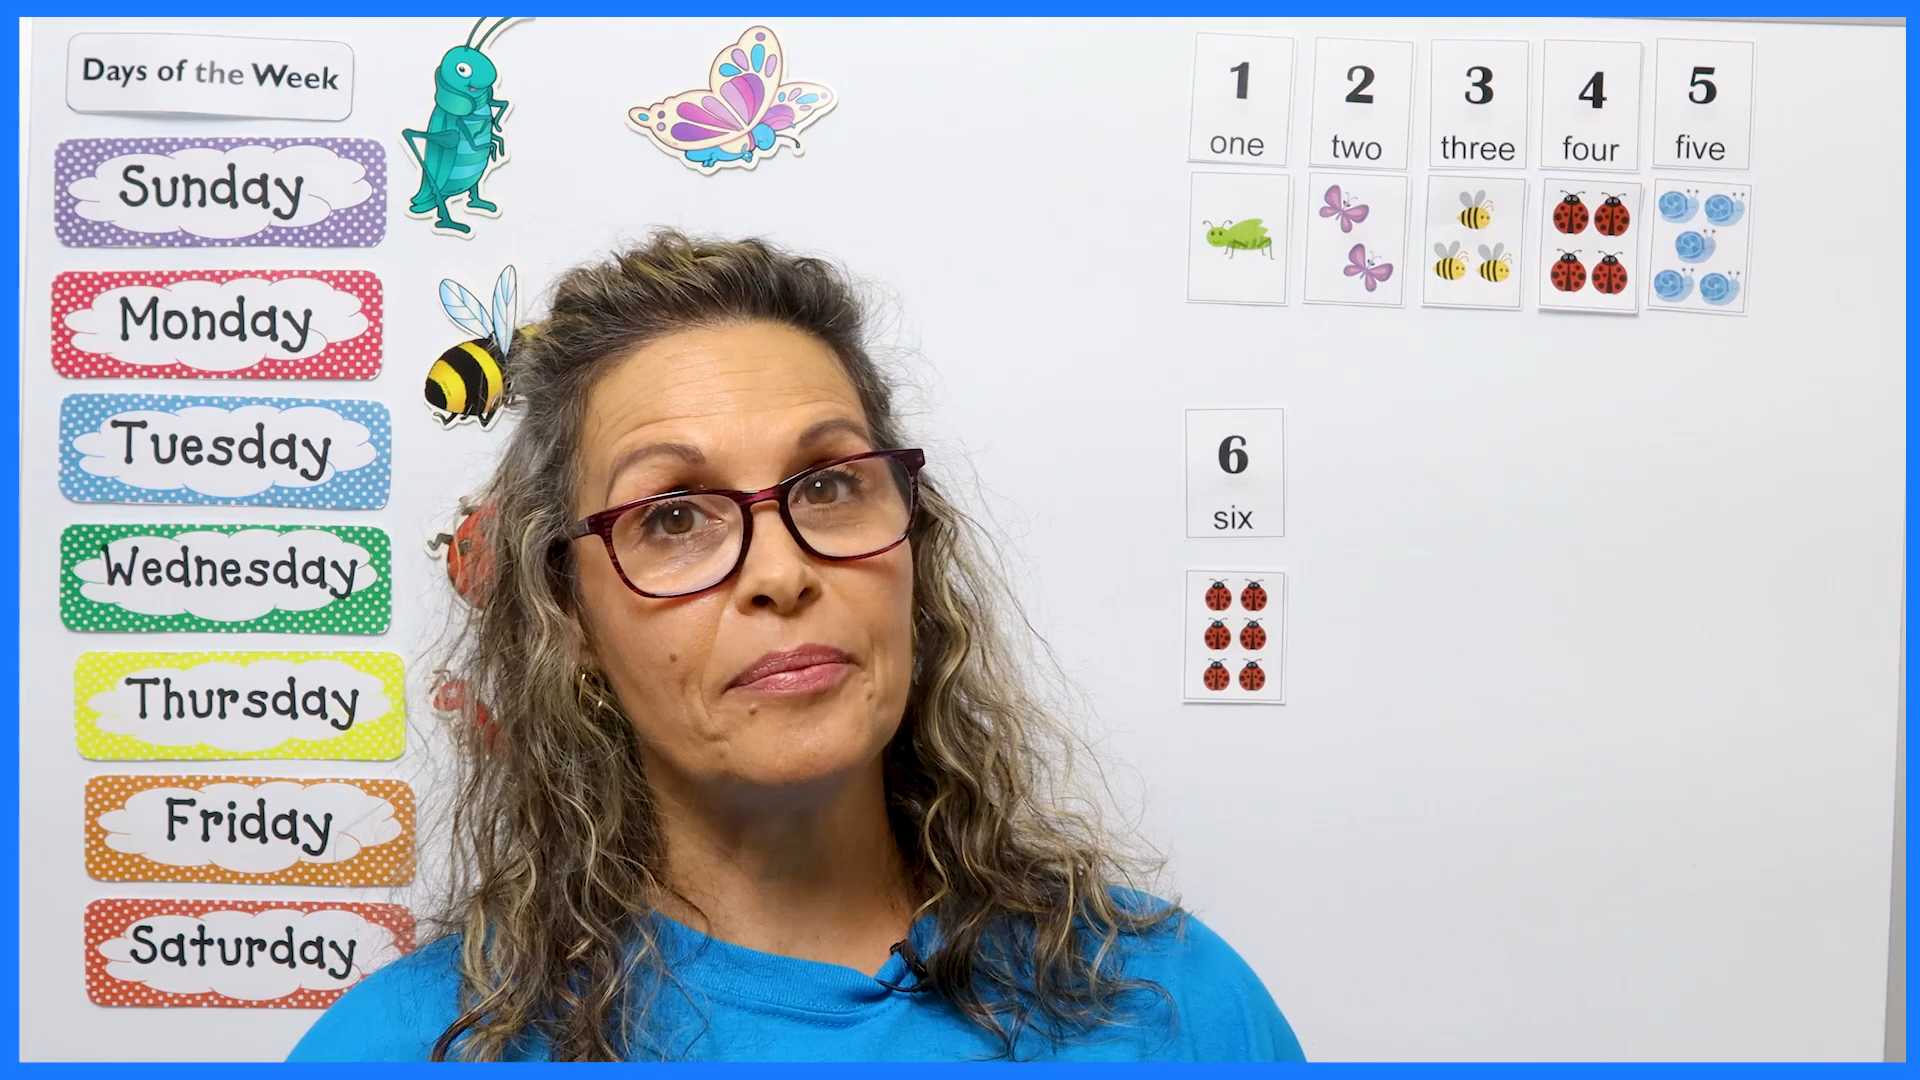 Days of the Week
Sunday
Monday
Tuesday
Wednesday
Thursday
Friday
Saturday
1 2 3 4 5
one two three four five
6
six